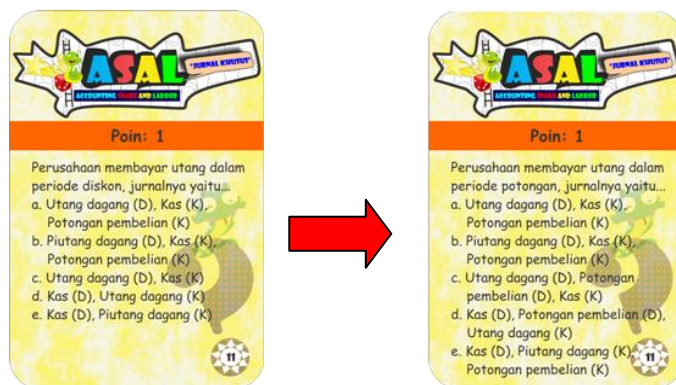 ASAL
"JURNAL KHUSUS"
ACCOUNTING SNAKE AND LADDER
Poin: 1
Perusahaan membayar utang dalam
periode diskon, jurnalnya yaitu...
a. Utang dagang (D), Kas (K),
Potongan pembelian (K)
b. Piutang dagang (D), Kas (K),
Potongan pembelian (K)
c. Utang dagang (D), Kas (K)
d. Kas (D), Utang dagang (K)
e. Kas (D), Piutang dagang (K)
11
ASAL
"JURNAL KHUSUS"
ACCOUNTING SNAKE AND LADDER
Poin: 1
Perusahaan membayar utang dalam
periode potongan, jurnalnya yaitu...
a. Utang dagang (D), Kas (K),
Potongan pembelian (K)
b. Piutang dagang (D), Kas (K),
Potongan pembelian (K)
c. Utang dagang (D), Potongan
pembelian (D), Kas (K)
d. Kas (D), Potongan pembelian (D),
Utang dagang (K)
e. Kas (D), Piutang dagang (K),
Potongan pembelian (K)
11